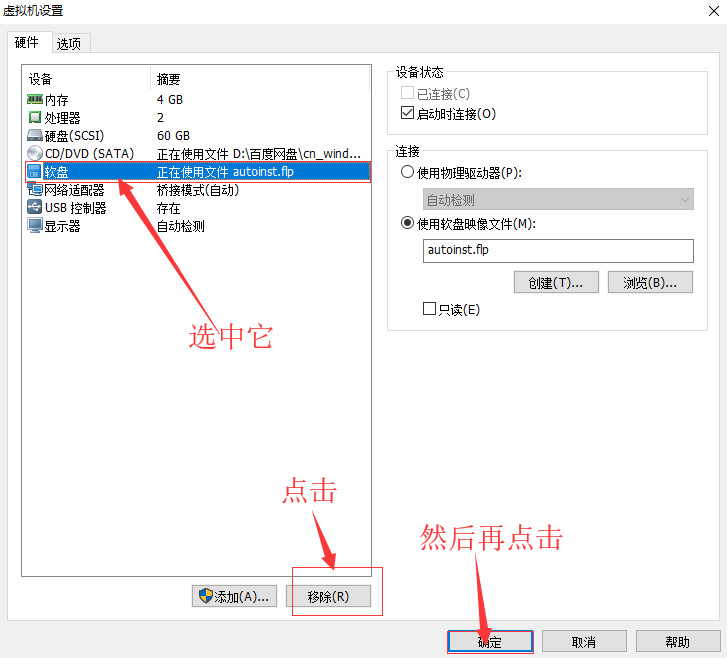 虚拟机设置
硬件 选项
设备 摘要
内存 4 GB
处理器 2
硬盘(SCSI) 60 GB
CD/DVD (SATA) 正在使用文件 D:\百度网盘\cn_wind...
软盘 正在使用文件 autoinst.flp
网络适配器 桥接模式(自动)
USB 控制器 存在
显示器 自动检测
选中它
点击
添加(A)... 移除(R)
设备状态
已连接(C)
启动时连接(O)
连接
使用物理驱动器(P):
自动检测
使用软盘映像文件(M):
autoinst.flp
创建(T)... 浏览(B)...
只读(E)
然后再点击
确定 取消 帮助